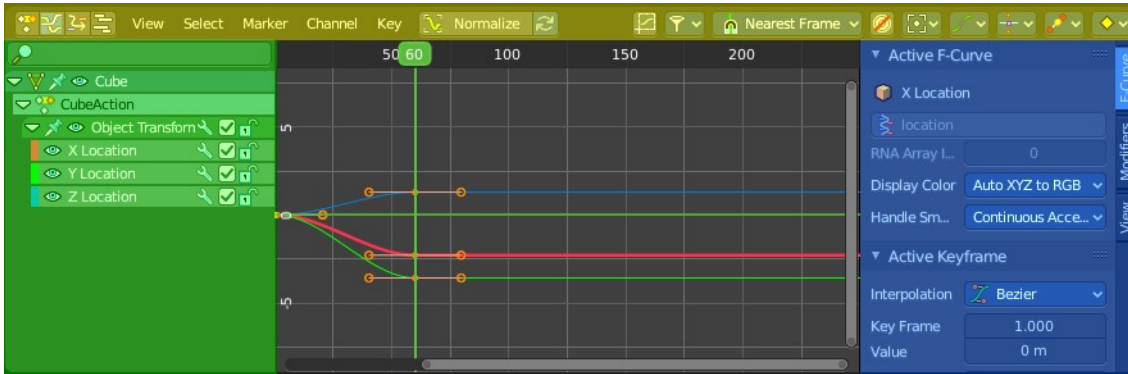 View Select Marker Channel Key Normalize Nearest Frame
50 60 100 150 200
Active F-Curve
F-Curve
Cube
X Location
CubeAction
location
Object Transforn
5
RNA Array I... 0
Modifiers
X Location
Y Location
Display Color Auto XYZ to RGB
Z Location
View
0
Handle Sm... Continuous Acce...
Active Keyframe
-5
Interpolation Bezier
Key Frame 1.000
Value 0 m